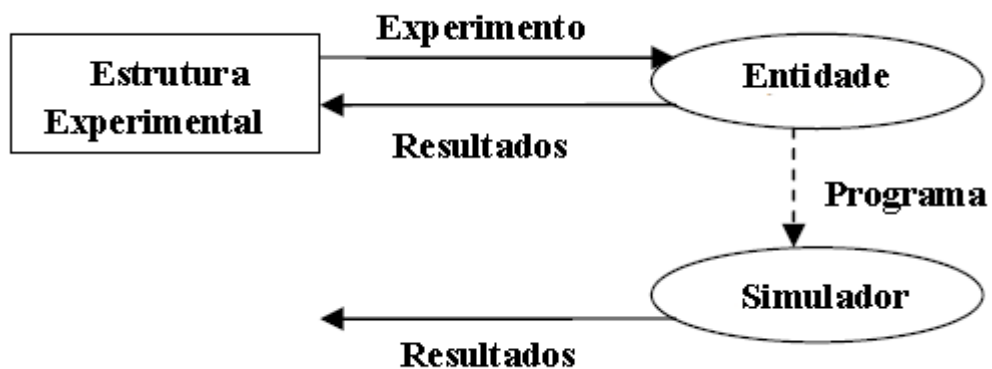 Experimento
Estrutura
Experimental
Entidade
Resultados
Programa
Simulador
Resultados